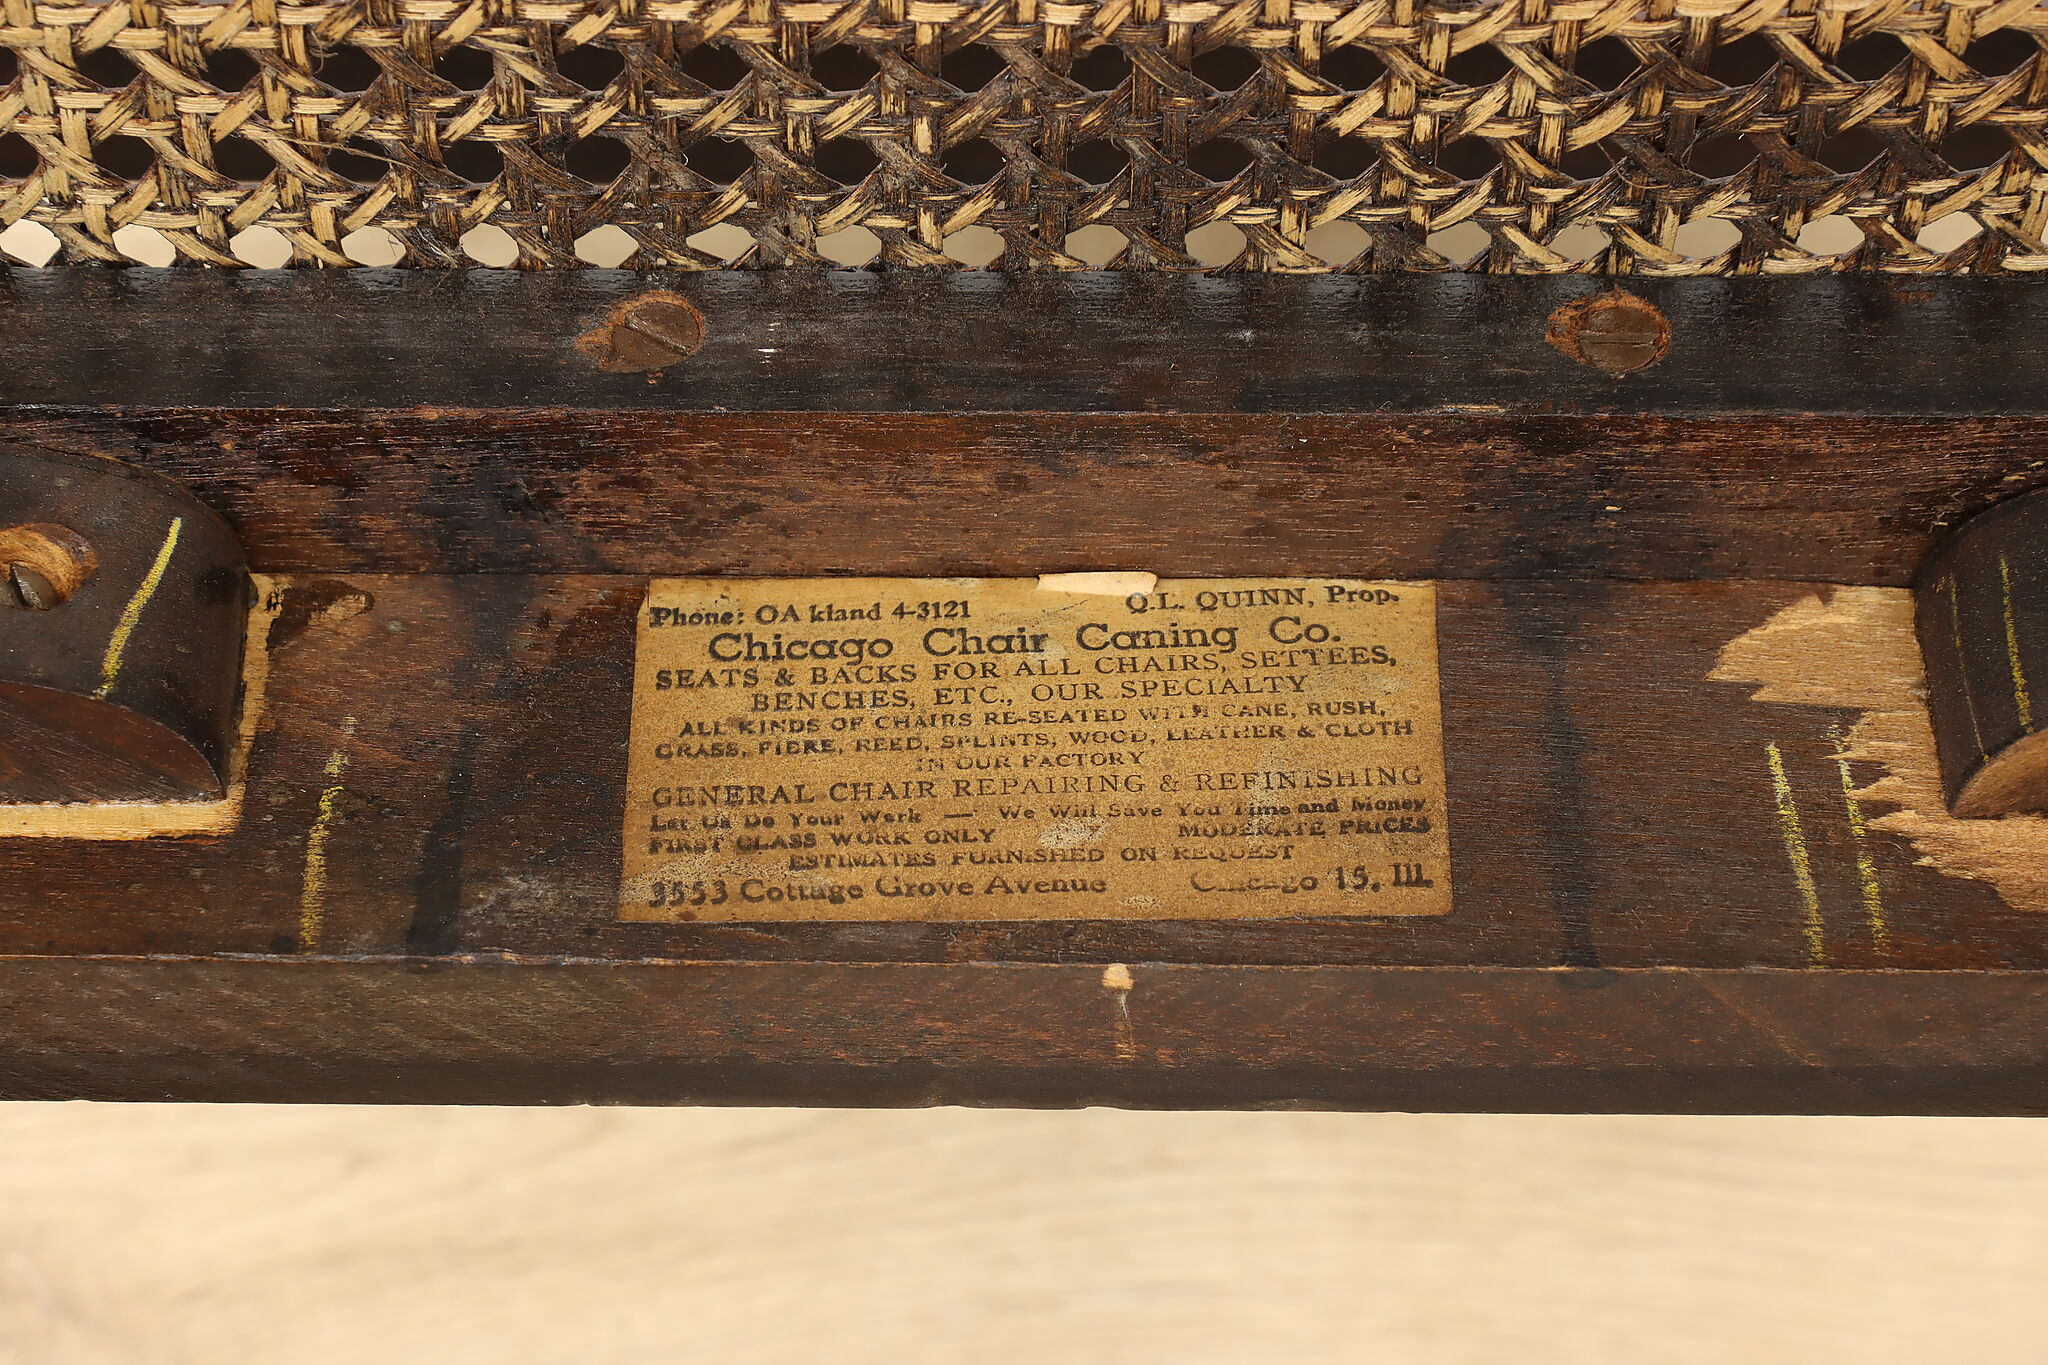 Phone: OA kland 4-3121 Q.L. QUINN, Prop.
Chicago Chair Caning Co.
SEATS & BACKS FOR ALL CHAIRS, SETTEES,
BENCHES, ETC., OUR SPECIALTY
ALL KINDS OF CHAIRS RE-SEATED WITH CANE, RUSH,
GRASS, FIBRE, REED, SPLINTS, WOOD, LEATHER & CLOTH
IN OUR FACTORY
GENERAL CHAIR REPAIRING & REFINISHING
Let Us Do Your Work — We Will Save You Time and Money
FIRST CLASS WORK ONLY MODERATE PRICES
ESTIMATES FURNISHED ON REQUEST
3553 Cottage Grove Avenue Chicago 15, Ill.